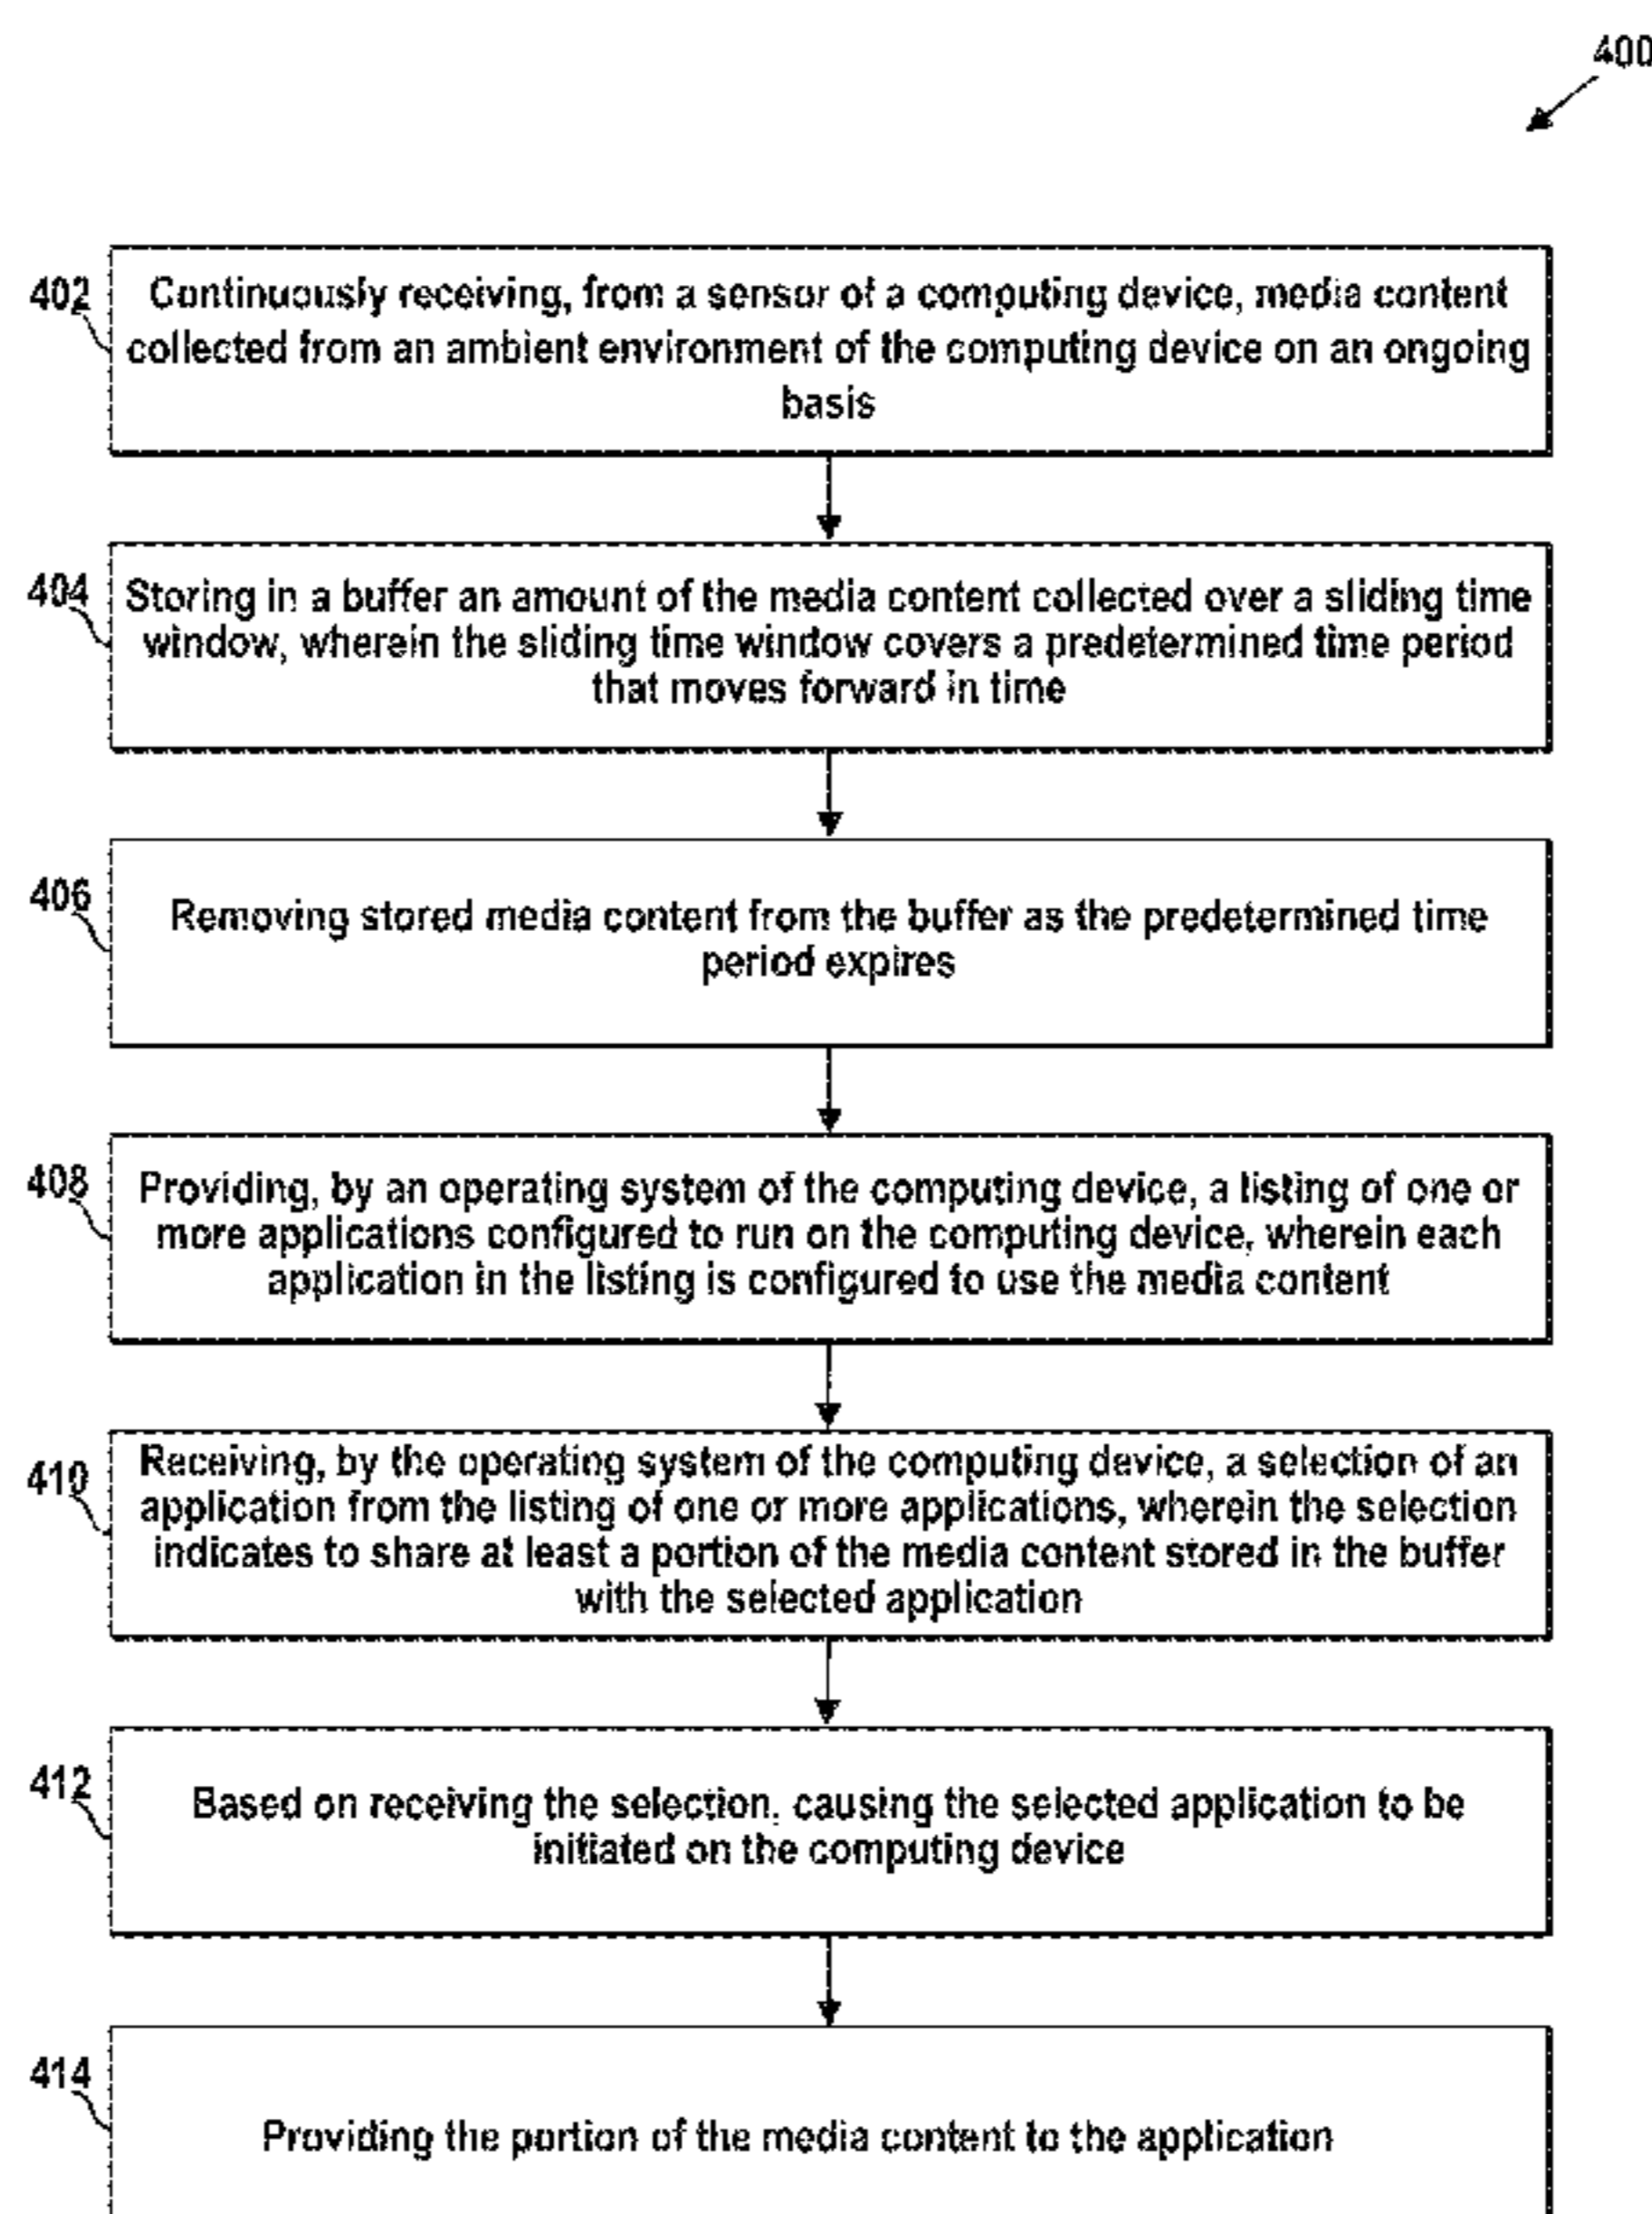 400
402
Continuously receiving, from a sensor of a computing device, media content
collected from an ambient environment of the computing device on an ongoing
basis
404
Storing in a buffer an amount of the media content collected over a sliding time
window, wherein the sliding time window covers a predetermined time period
that moves forward in time
406
Removing stored media content from the buffer as the predetermined time
period expires
408
Providing, by an operating system of the computing device, a listing of one or
more applications configured to run on the computing device, wherein each
application in the listing is configured to use the media content
410
Receiving, by the operating system of the computing device, a selection of an
application from the listing of one or more applications, wherein the selection
indicates to share at least a portion of the media content stored in the buffer
with the selected application
412
Based on receiving the selection, causing the selected application to be
initiated on the computing device
414
Providing the portion of the media content to the application